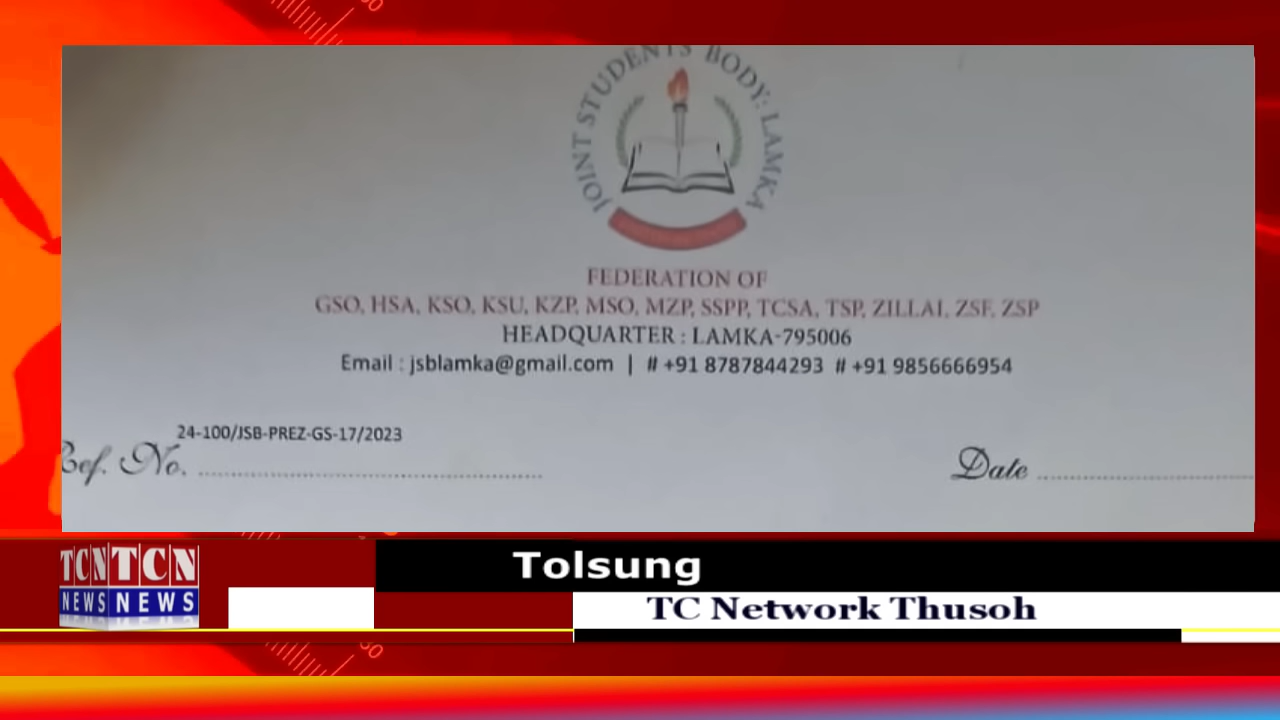 JOINT STUDENTS' BODY: LAMKA
FEDERATION OF
GSO, HSA, KSO, KSU, KZP, MSO, MZP, SSPP, TCSA, TSP, ZILLAI, ZSF, ZSP
HEADQUARTER : LAMKA-795006
Email : jsblamka@gmail.com | # +91 8787844293 # +91 9856666954
24-100/JSB-PREZ-GS-17/2023
Ref. No. ..................................................
Date ................................
TCN TCN
NEWS NEWS
Tolsung
TC Network Thusoh